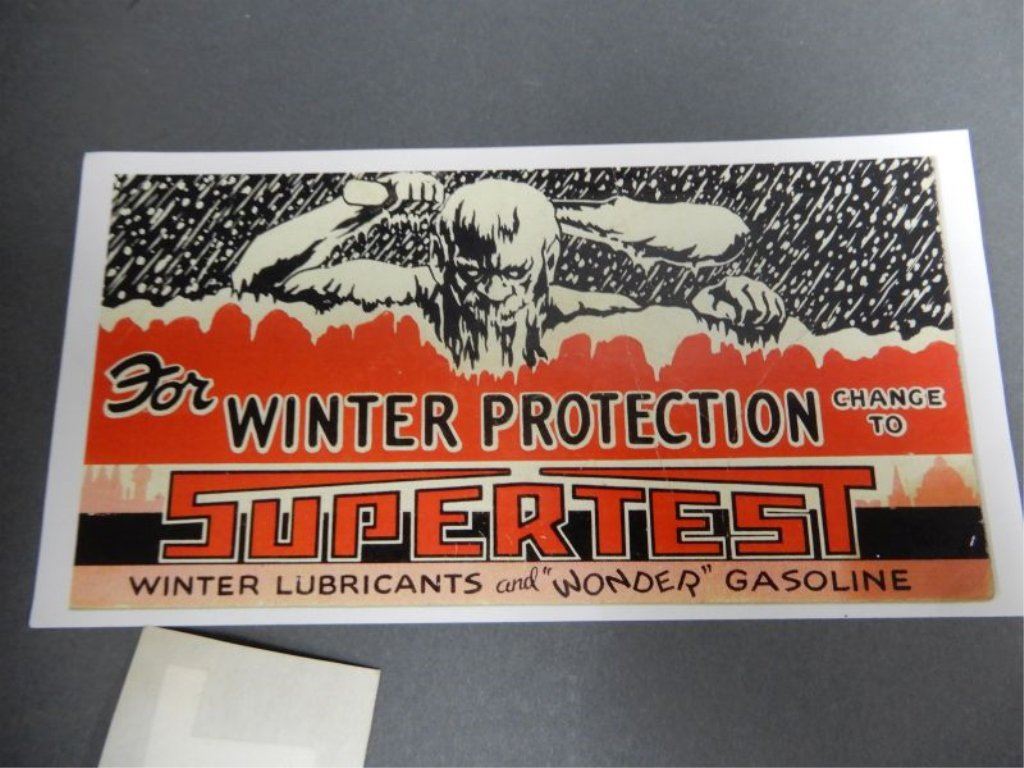 For WINTER PROTECTION CHANGE TO
SUPERTEST
WINTER LUBRICANTS and "WONDER" GASOLINE